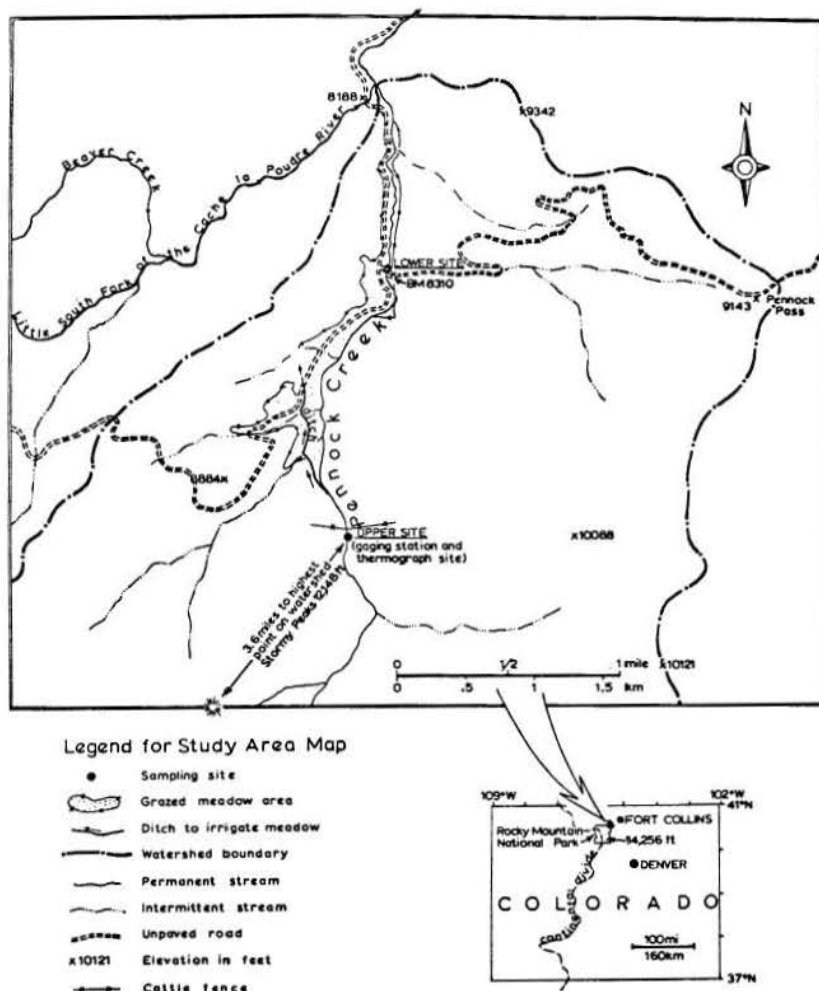 N
8188x
x9342
Beaver Creek
Little South Fork of the Cache la Poudre River
LOWER SITE
BM 8310
9143 x Pennock
Pass
Pennock Creek
Ditch
8884x
UPPER SITE
(gaging station and
thermograph site)
x10088
3.6 miles to highest
point on watershed
Stormy Peaks 12,148 ft.
0 1/2 1 mile
0 .5 1 1.5 km
x10121
Legend for Study Area Map
Sampling site
Grazed meadow area
Ditch to irrigate meadow
Watershed boundary
Permanent stream
Intermittent stream
Unpaved road
x10121 Elevation in feet
Cattle fence
109°W
102°W
41°N
FORT COLLINS
Rocky Mountain
National Park
14,256 ft
DENVER
Continental Divide
COLORADO
100mi
160km
37°N